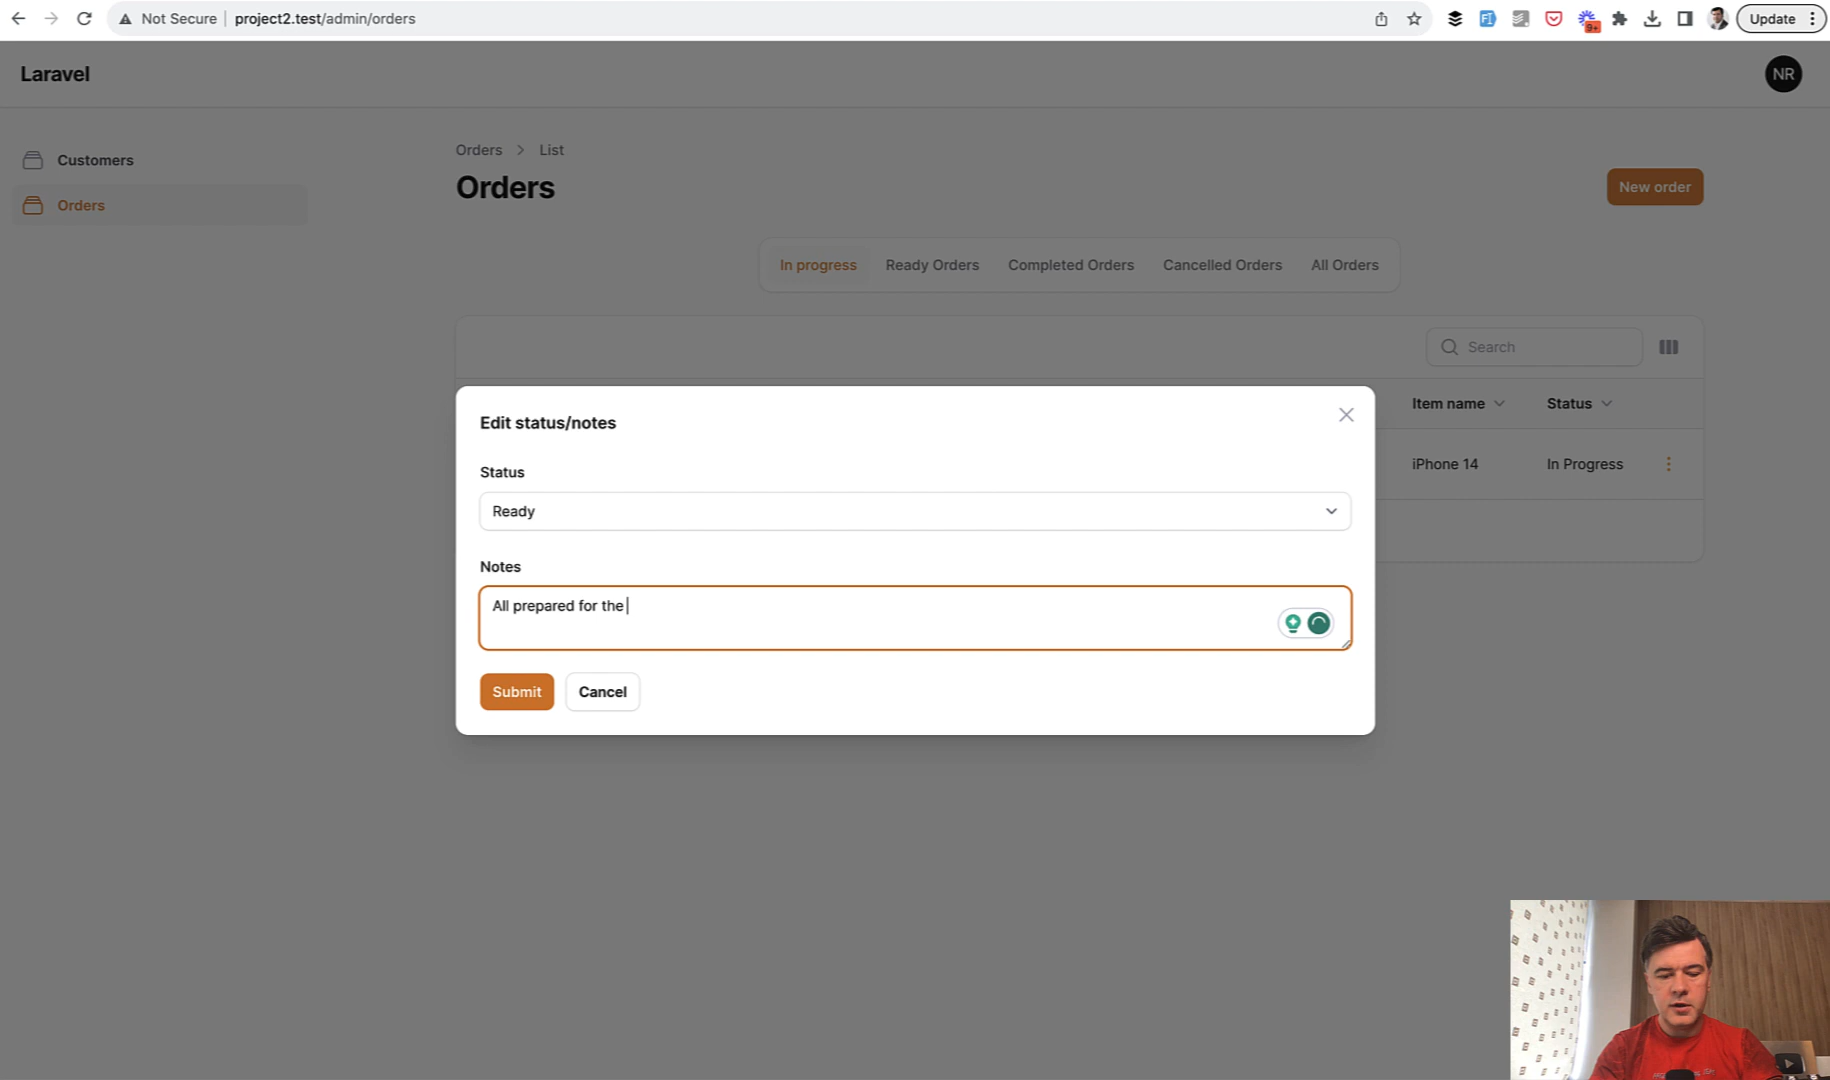 Not Secure
project2.test/admin/orders
9+
Update
Laravel
NR
Customers
Orders
Orders > List
Orders
New order
In progress
Ready Orders
Completed Orders
Cancelled Orders
All Orders
Search
Item name
Status
iPhone 14
In Progress
Edit status/notes
Status
Ready
Notes
All prepared for the
Submit
Cancel